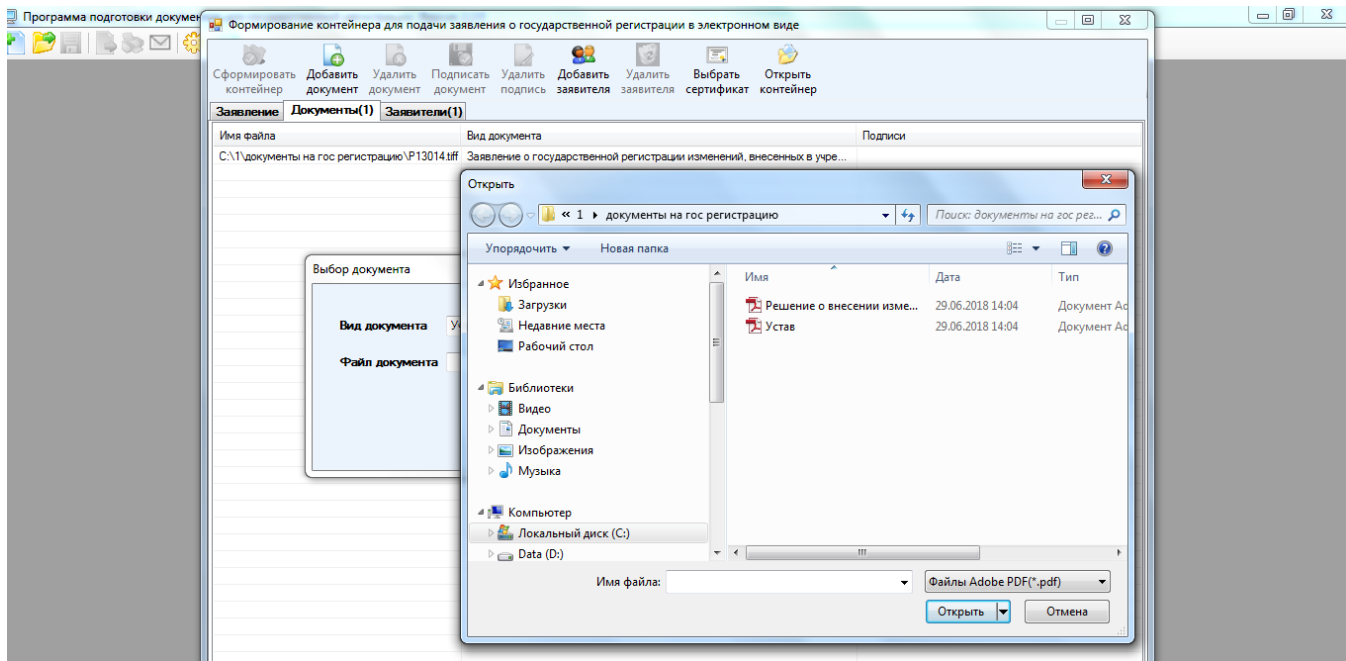 Программа подготовки докумен
Формирование контейнера для подачи заявления о государственной регистрации в электронном виде
Сформировать контейнер
Добавить документ
Удалить документ
Подписать документ
Удалить подпись
Добавить заявителя
Удалить заявителя
Выбрать сертификат
Открыть контейнер
Заявление Документы(1) Заявители(1)
Имя файла Вид документа Подписи
C:\1\документы на гос регистрацию\P13014.tiff Заявление о государственной регистрации изменений, внесенных в учре...
Открыть
« 1 ▸ документы на гос регистрацию
Поиск: документы на гос рег...
Упорядочить Новая папка
Выбор документа
Вид документа
Файл документа
Избранное
Загрузки
Недавние места
Рабочий стол
Библиотеки
Видео
Документы
Изображения
Музыка
Компьютер
Локальный диск (C:)
Data (D:)
Имя Дата Тип
Решение о внесении изме... 29.06.2018 14:04 Документ Ad
Устав 29.06.2018 14:04 Документ Ad
Имя файла:
Файлы Adobe PDF(*.pdf)
Открыть Отмена